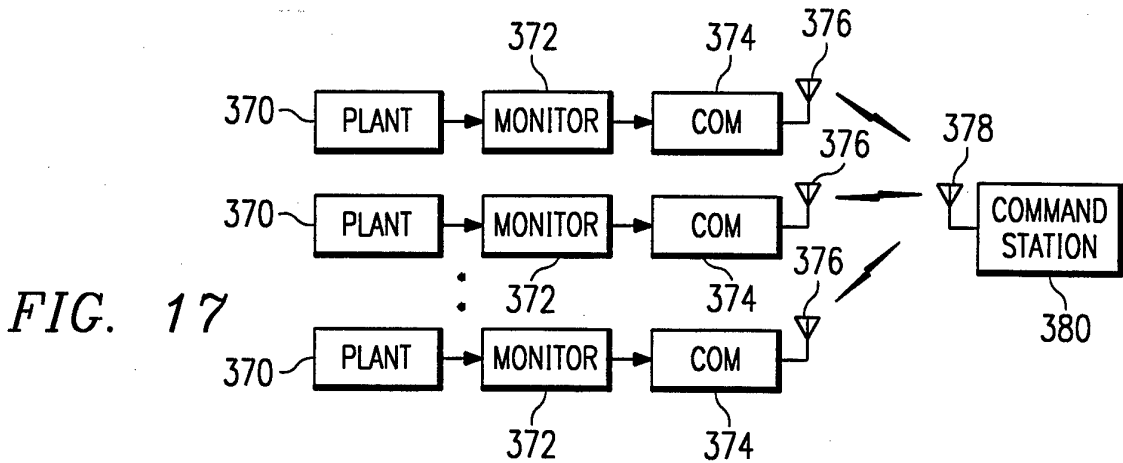 372 374 376
370 PLANT MONITOR COM
376 378
370 PLANT MONITOR COM COMMAND
STATION
372 374 376
FIG. 17 380
370 PLANT MONITOR COM
372 374